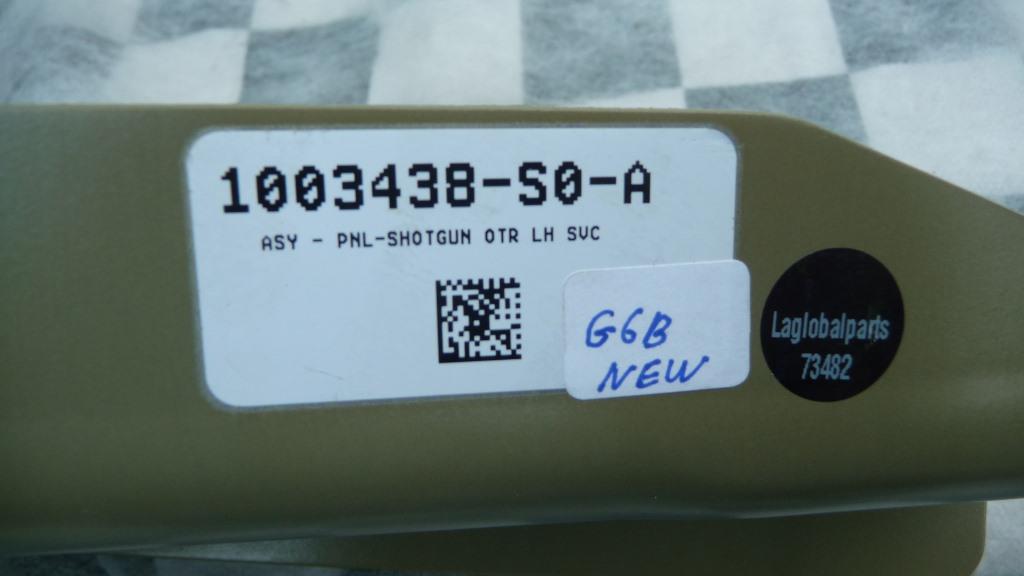 1003438-S0-A
ASY - PNL-SHOTGUN OTR LH SVC
G6B
NEW
Laglobalparts
73482